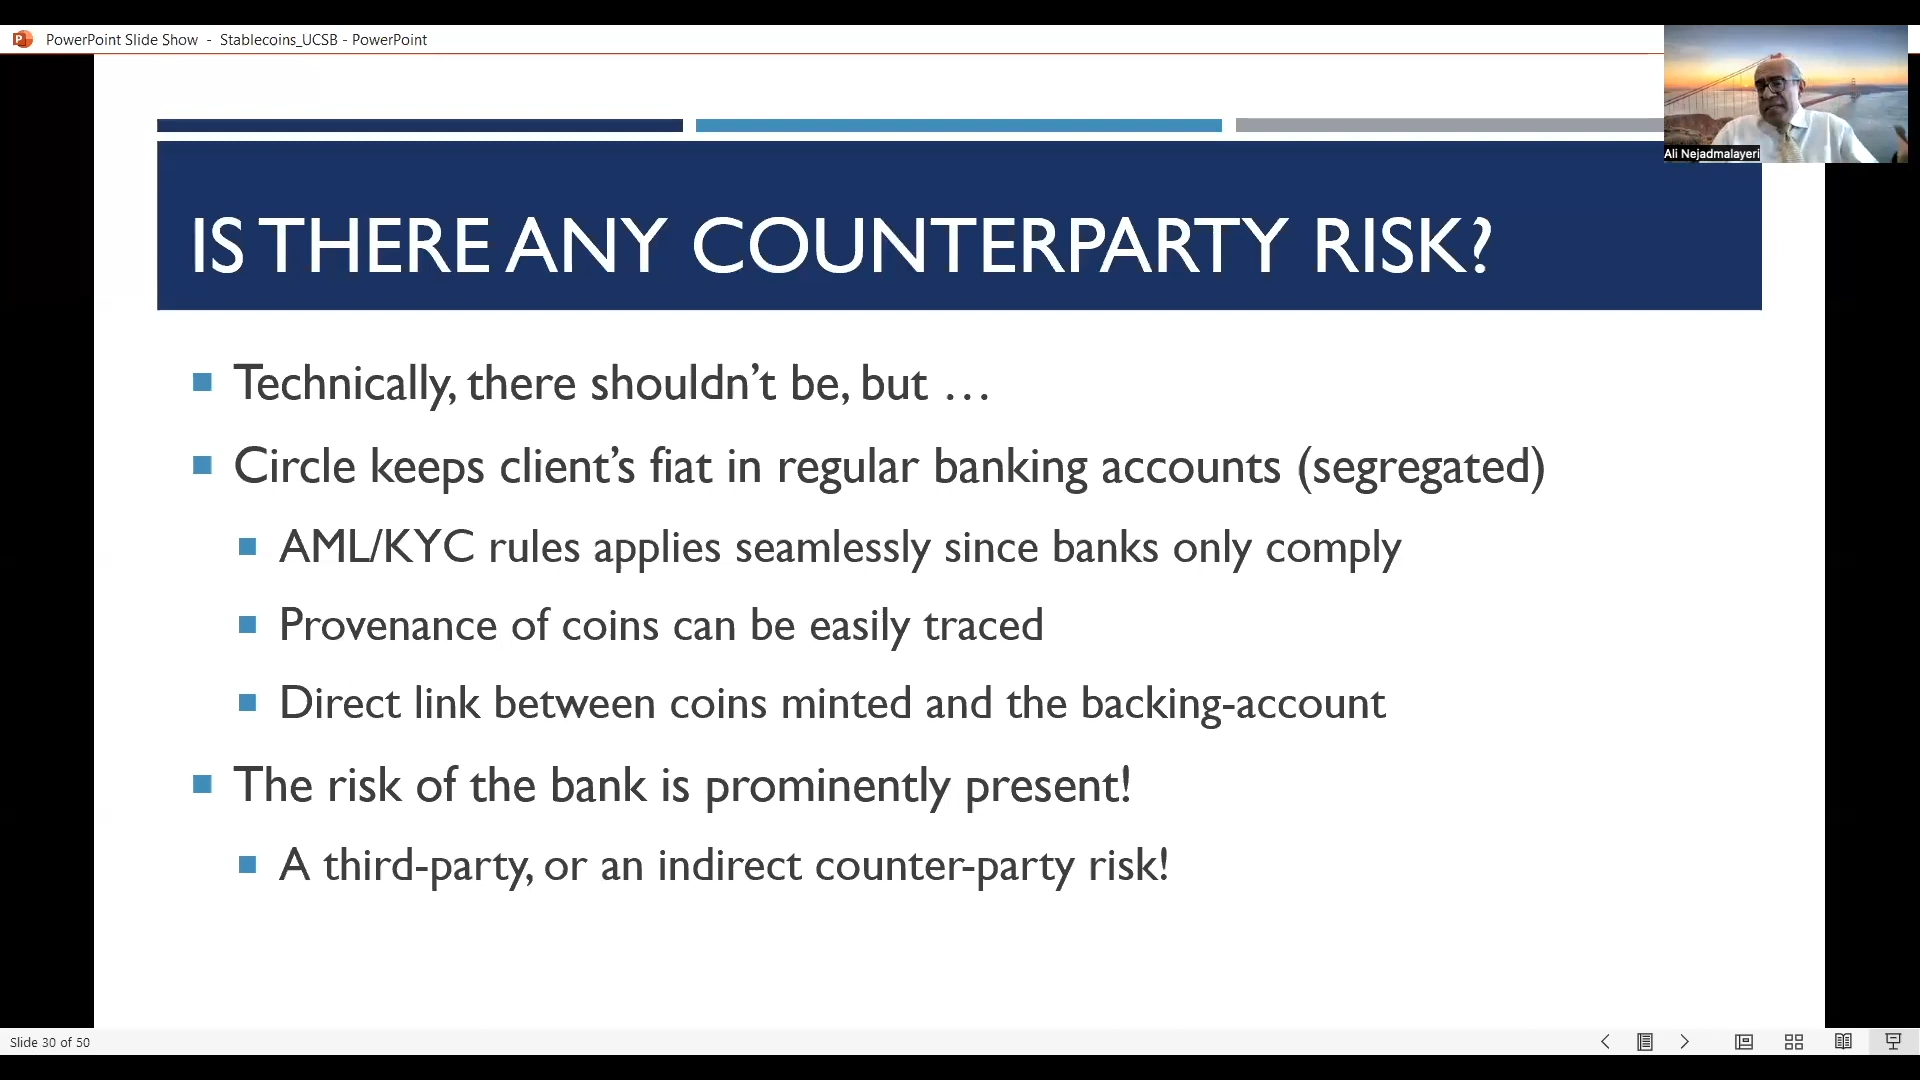 PowerPoint Slide Show - Stablecoins_UCSB - PowerPoint
Ali Nejadmalayeri
IS THERE ANY COUNTERPARTY RISK?
Technically, there shouldn’t be, but …
Circle keeps client’s fiat in regular banking accounts (segregated)
AML/KYC rules applies seamlessly since banks only comply
Provenance of coins can be easily traced
Direct link between coins minted and the backing-account
The risk of the bank is prominently present!
A third-party, or an indirect counter-party risk!
Slide 30 of 50